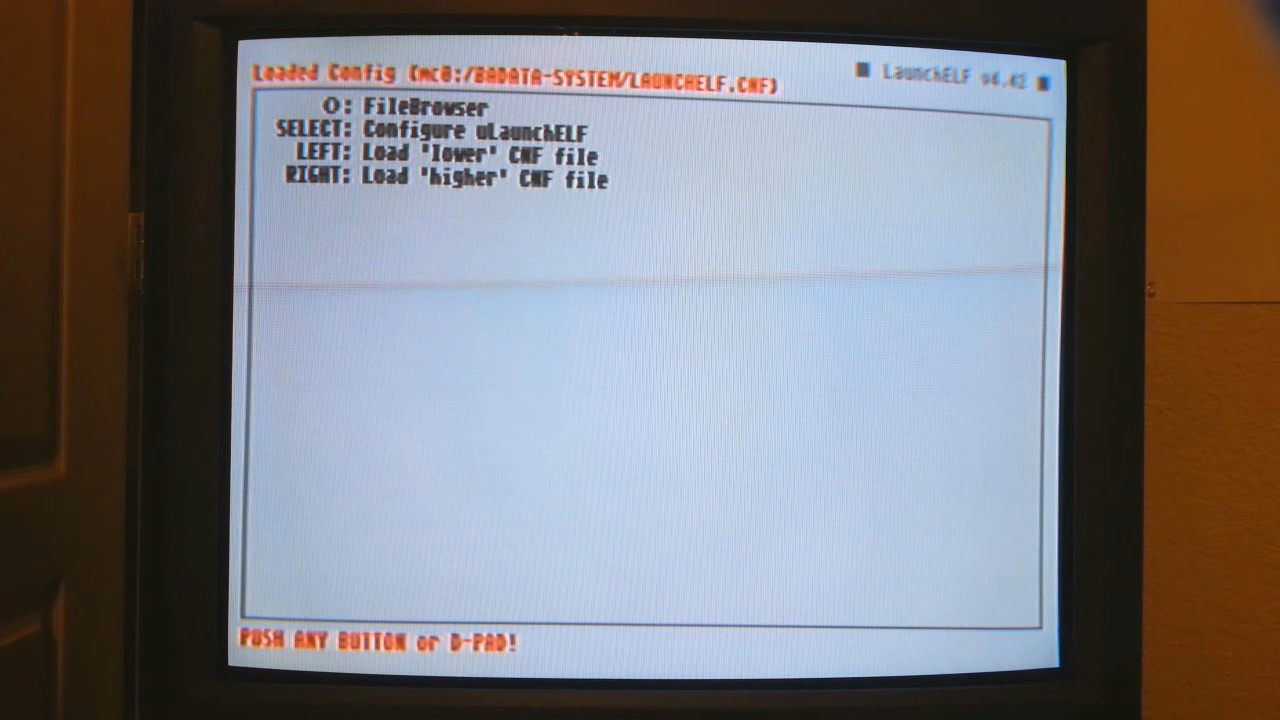 Loaded Config (mc0:/BADATA-SYSTEM/LAUNCHELF.CNF)
■ LaunchELF v4.42 ■
O: FileBrowser
SELECT: Configure uLaunchELF
LEFT: Load 'lower' CNF file
RIGHT: Load 'higher' CNF file
PUSH ANY BUTTON or D-PAD!